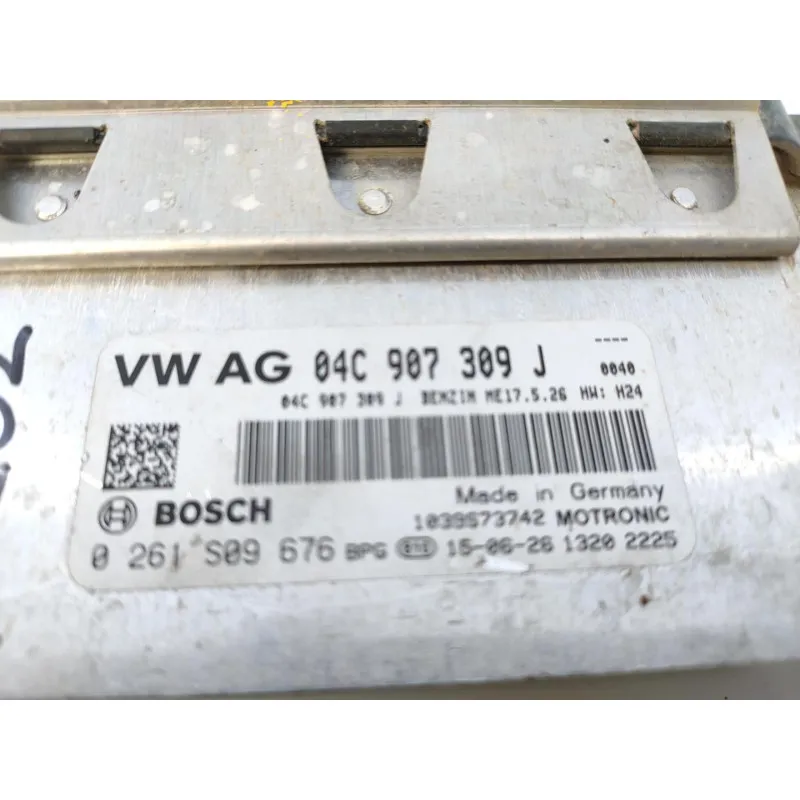 VW AG 04C 907 309 J
----
0040
04C 907 309 J BENZIN ME17.5.26 HW: H24
Made in Germany
BOSCH
1039S73742 MOTRONIC
0 261 S09 676 BPG 15-06-26 1320 2225